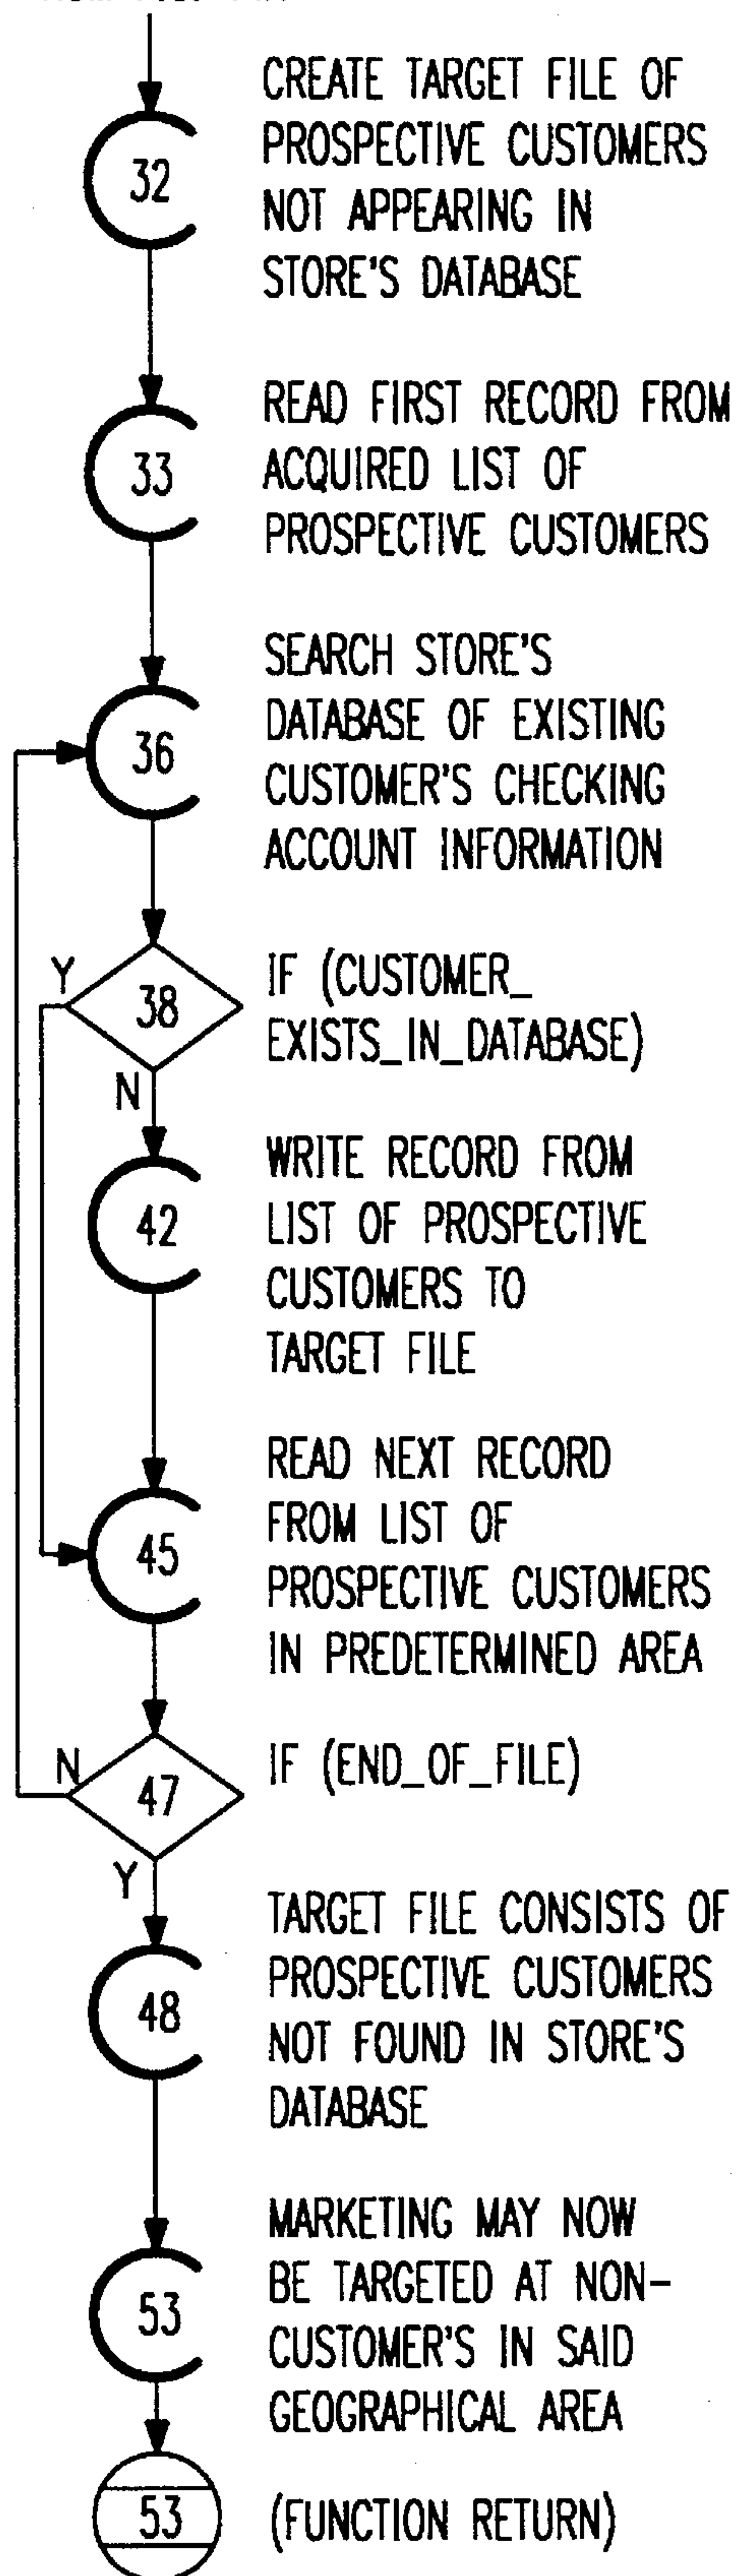 CREATE TARGET FILE OF
PROSPECTIVE CUSTOMERS
32
NOT APPEARING IN
STORE'S DATABASE
READ FIRST RECORD FROM
33
ACQUIRED LIST OF
PROSPECTIVE CUSTOMERS
SEARCH STORE'S
DATABASE OF EXISTING
36
CUSTOMER'S CHECKING
ACCOUNT INFORMATION
Y
38
IF (CUSTOMER_
EXISTS_IN_DATABASE)
N
WRITE RECORD FROM
42
LIST OF PROSPECTIVE
CUSTOMERS TO
TARGET FILE
READ NEXT RECORD
FROM LIST OF
45
PROSPECTIVE CUSTOMERS
IN PREDETERMINED AREA
N
47
IF (END_OF_FILE)
Y
TARGET FILE CONSISTS OF
PROSPECTIVE CUSTOMERS
48
NOT FOUND IN STORE'S
DATABASE
MARKETING MAY NOW
BE TARGETED AT NON-
53
CUSTOMER'S IN SAID
GEOGRAPHICAL AREA
53
(FUNCTION RETURN)